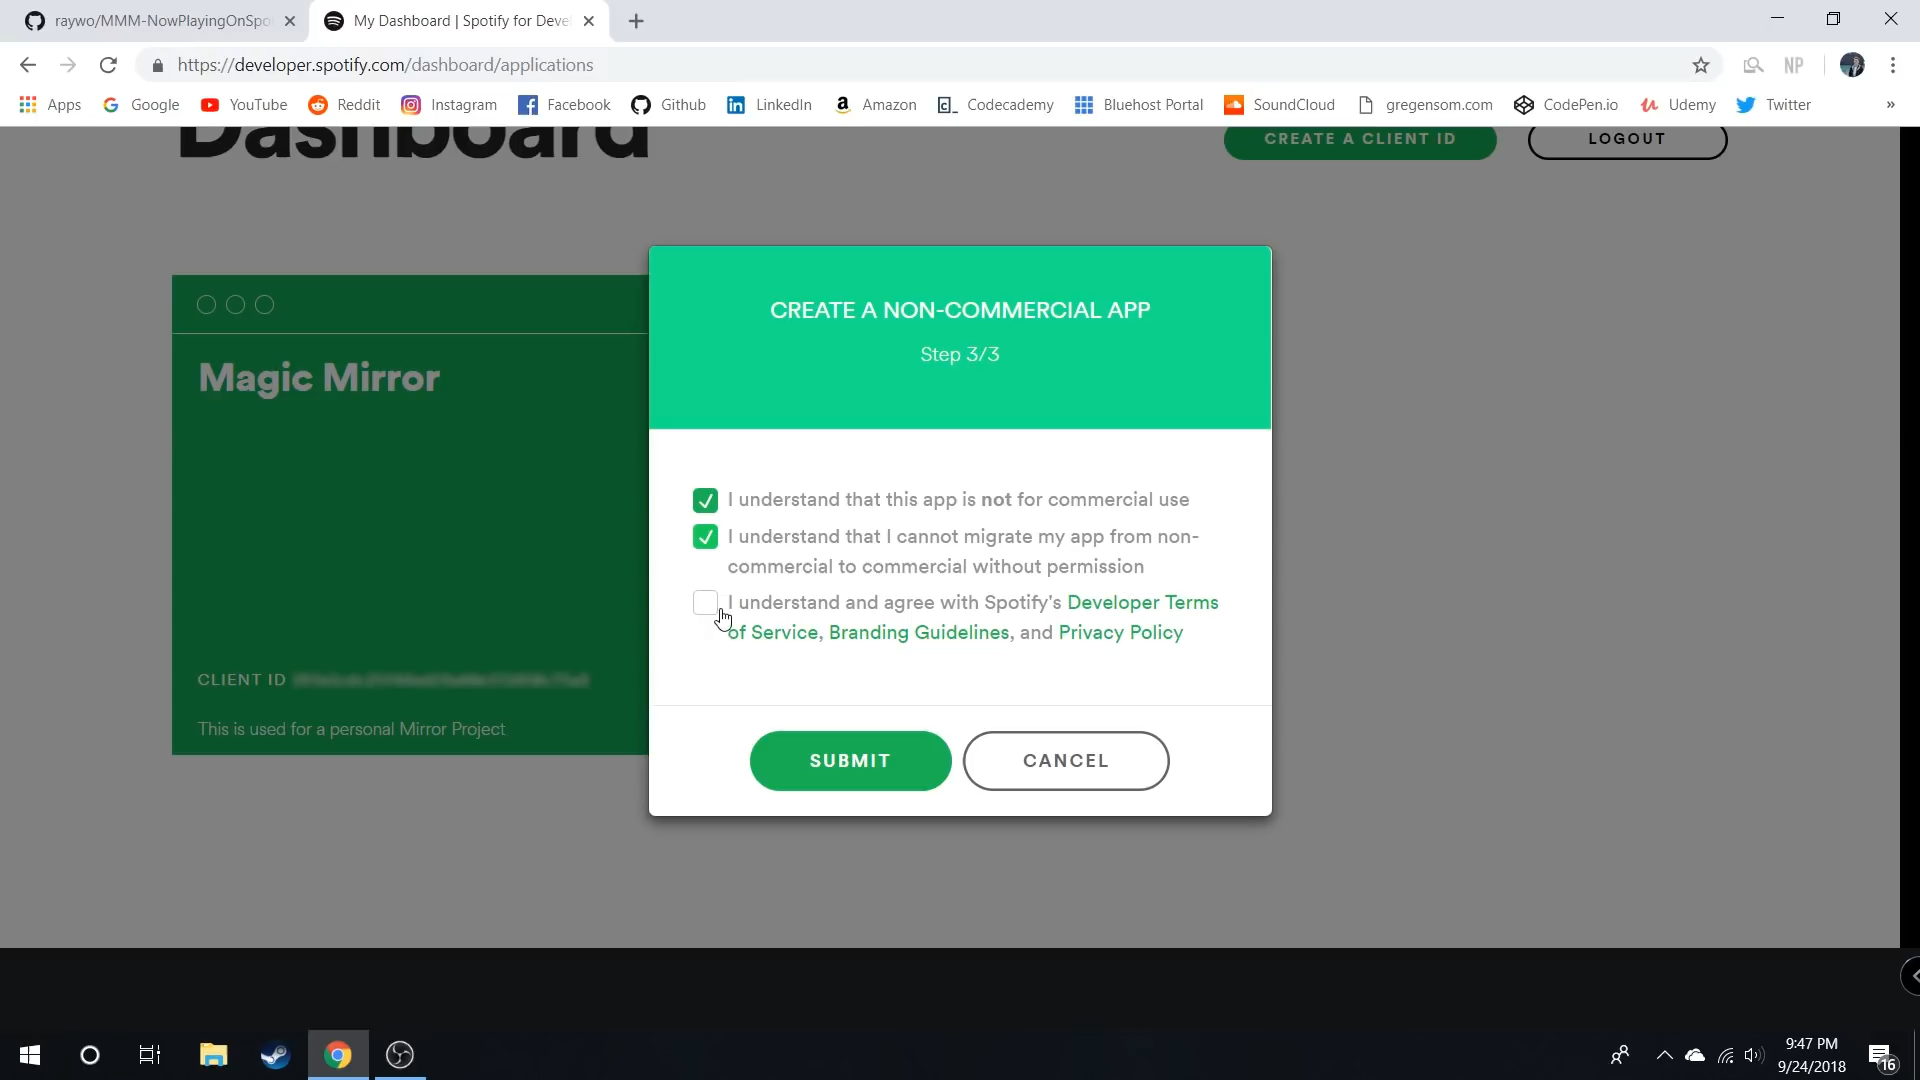 raywo/MMM-NowPlayingOnSpo
My Dashboard | Spotify for Deve
https://developer.spotify.com/dashboard/applications
NP
Apps Google YouTube Reddit Instagram Facebook Github LinkedIn Amazon Codecademy Bluehost Portal SoundCloud gregensom.com CodePen.io Udemy Twitter »
Dashboard
CREATE A CLIENT ID
LOGOUT
Magic Mirror
CLIENT ID
This is used for a personal Mirror Project
CREATE A NON-COMMERCIAL APP
Step 3/3
I understand that this app is not for commercial use
I understand that I cannot migrate my app from non-
commercial to commercial without permission
I understand and agree with Spotify's Developer Terms
of Service, Branding Guidelines, and Privacy Policy
SUBMIT
CANCEL
9:47 PM
9/24/2018
16